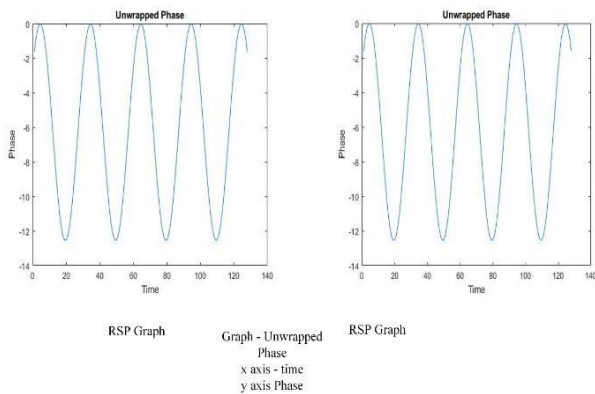 Unwrapped Phase
0
-2
-4
-6
-8
-10
-12
-14
Phase
0 20 40 60 80 100 120 140
Time
Unwrapped Phase
0
-2
-4
-6
-8
-10
-12
-14
Phase
0 20 40 60 80 100 120 140
Time
RSP Graph
Graph - Unwrapped
Phase
x axis - time
y axis Phase
RSP Graph